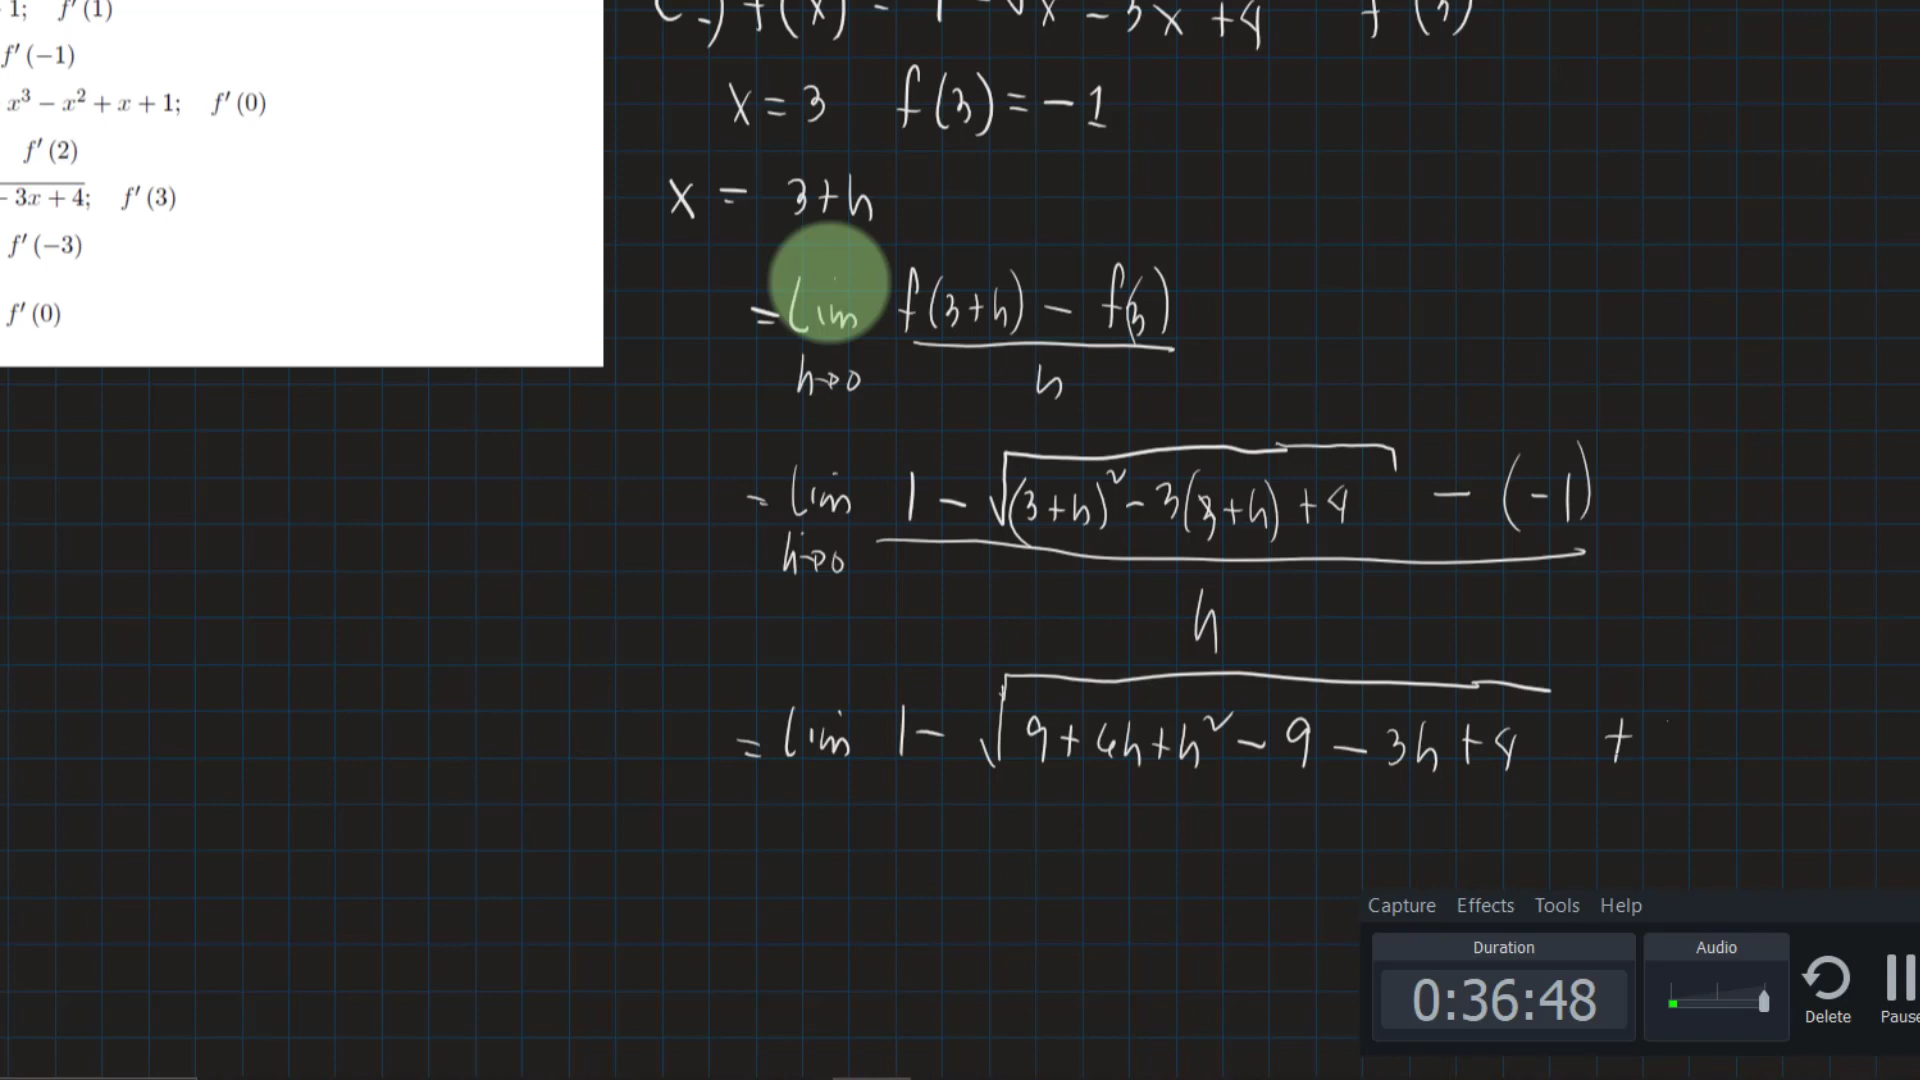 1; f′(1)
f′(−1)
x³ − x² + x + 1; f′(0)
f′(2)
− 3x + 4; f′(3)
f′(−3)
f′(0)
x − 3x + 4
x = 3 f(3) = −1
x = 3+h
= lim f(3+h) − f(3)
h→0 h
= lim 1 − √(3+h)² − 3(3+h) + 4 − (−1)
h→0
h
= lim 1 − √9 + 6h + h² − 9 − 3h + 4 +
Capture Effects Tools Help
Duration Audio
0:36:48
Delete Pause